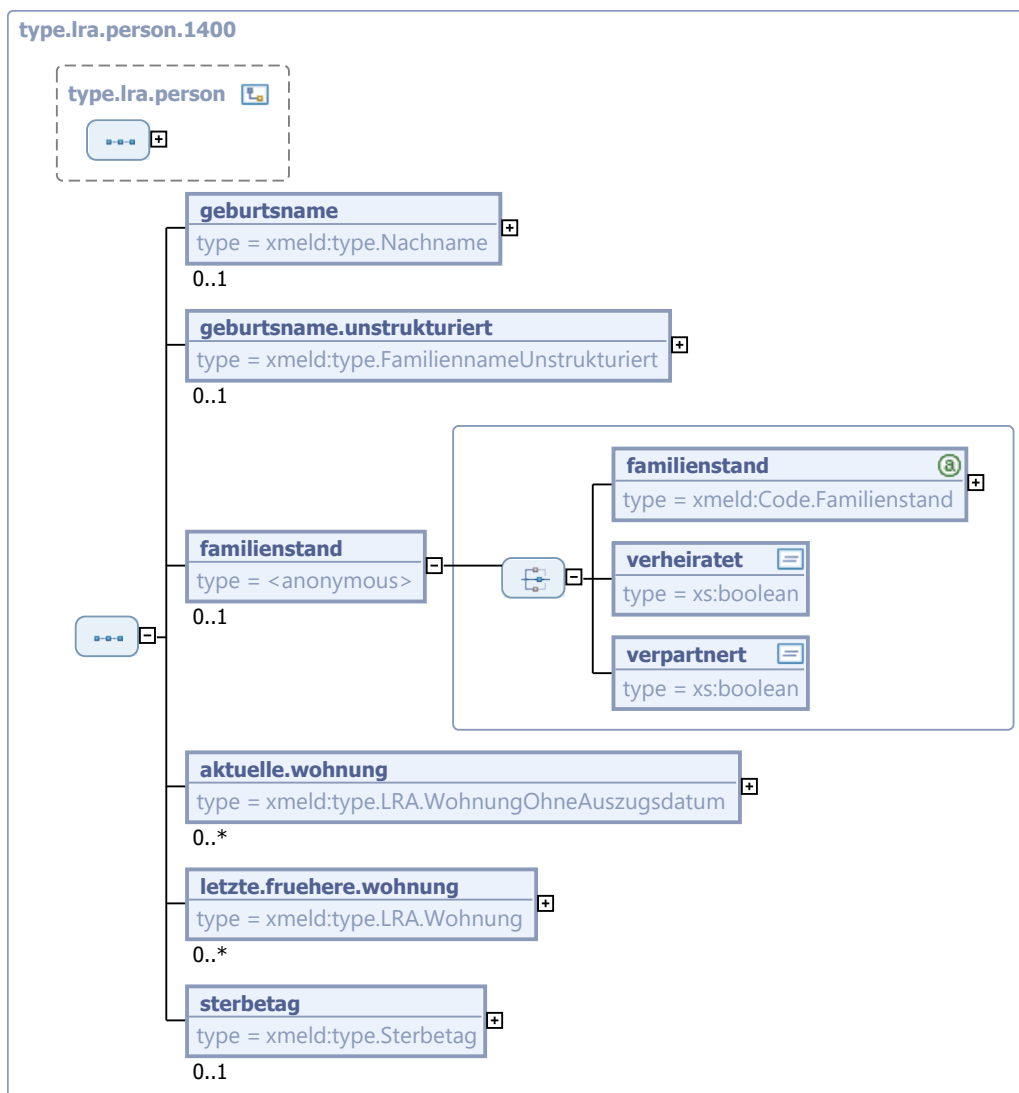 type.lra.person.1400
type.lra.person
geburtsname
type = xmeld:type.Nachname
0..1
geburtsname.unstrukturiert
type = xmeld:type.FamiliennameUnstrukturiert
0..1
familienstand
type = <anonymous>
0..1
familienstand
type = xmeld:Code.Familienstand
verheiratet
type = xs:boolean
verpartnert
type = xs:boolean
aktuelle.wohnung
type = xmeld:type.LRA.WohnungOhneAuszugsdatum
0..*
letzte.fruehere.wohnung
type = xmeld:type.LRA.Wohnung
0..*
sterbetag
type = xmeld:type.Sterbetag
0..1